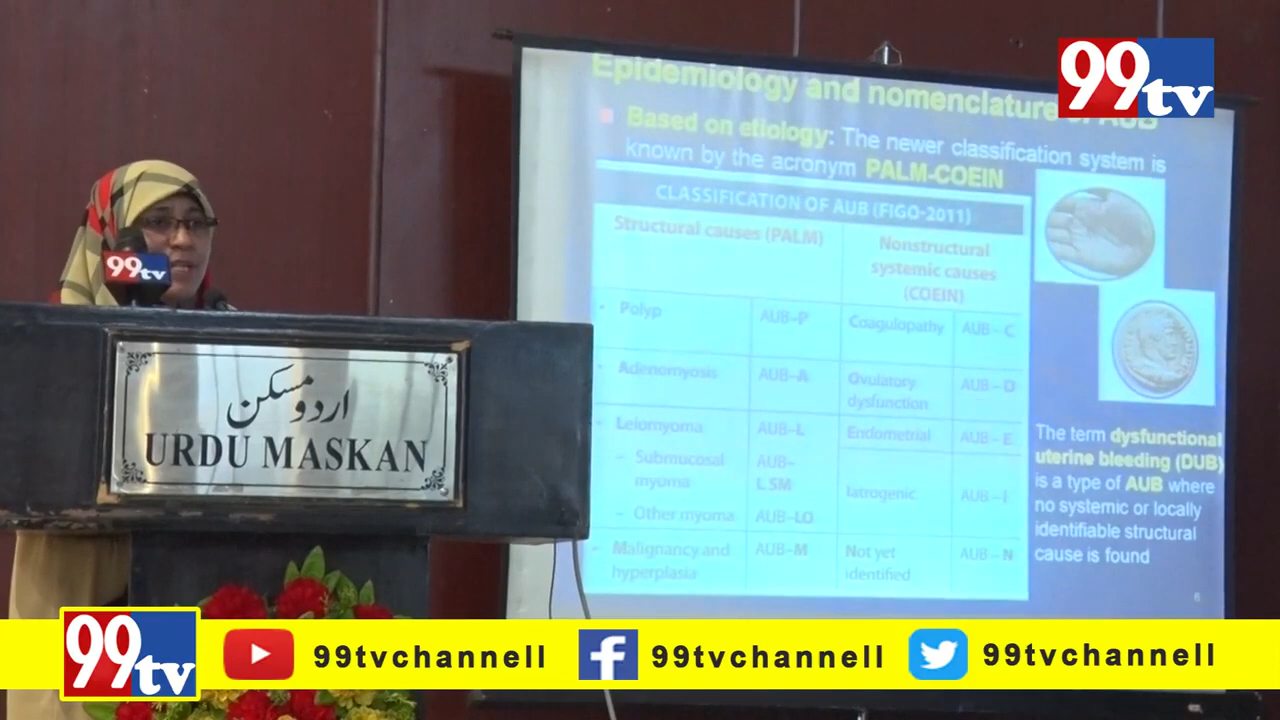 99tv
Epidemiology and nomenclature of AUB
Based on etiology: The newer classification system is
known by the acronym PALM-COEIN
CLASSIFICATION OF AUB (FIGO-2011)
Structural causes (PALM)
Nonstructural
systemic causes
(COEIN)
Polyp AUB–P Coagulopathy AUB – C
Adenomyosis AUB–A Ovulatory
dysfunction AUB – O
Leiomyoma AUB–L Endometrial AUB – E
– Submucosal
myoma AUB–
L SM Iatrogenic AUB – I
– Other myoma AUB–LO
Malignancy and
hyperplasia AUB–M Not yet
identified AUB – N
The term dysfunctional
uterine bleeding (DUB)
is a type of AUB where
no systemic or locally
identifiable structural
cause is found
6
99tv
اردو مسکن
URDU MASKAN
99tv
99tvchannell
99tvchannell
99tvchannell